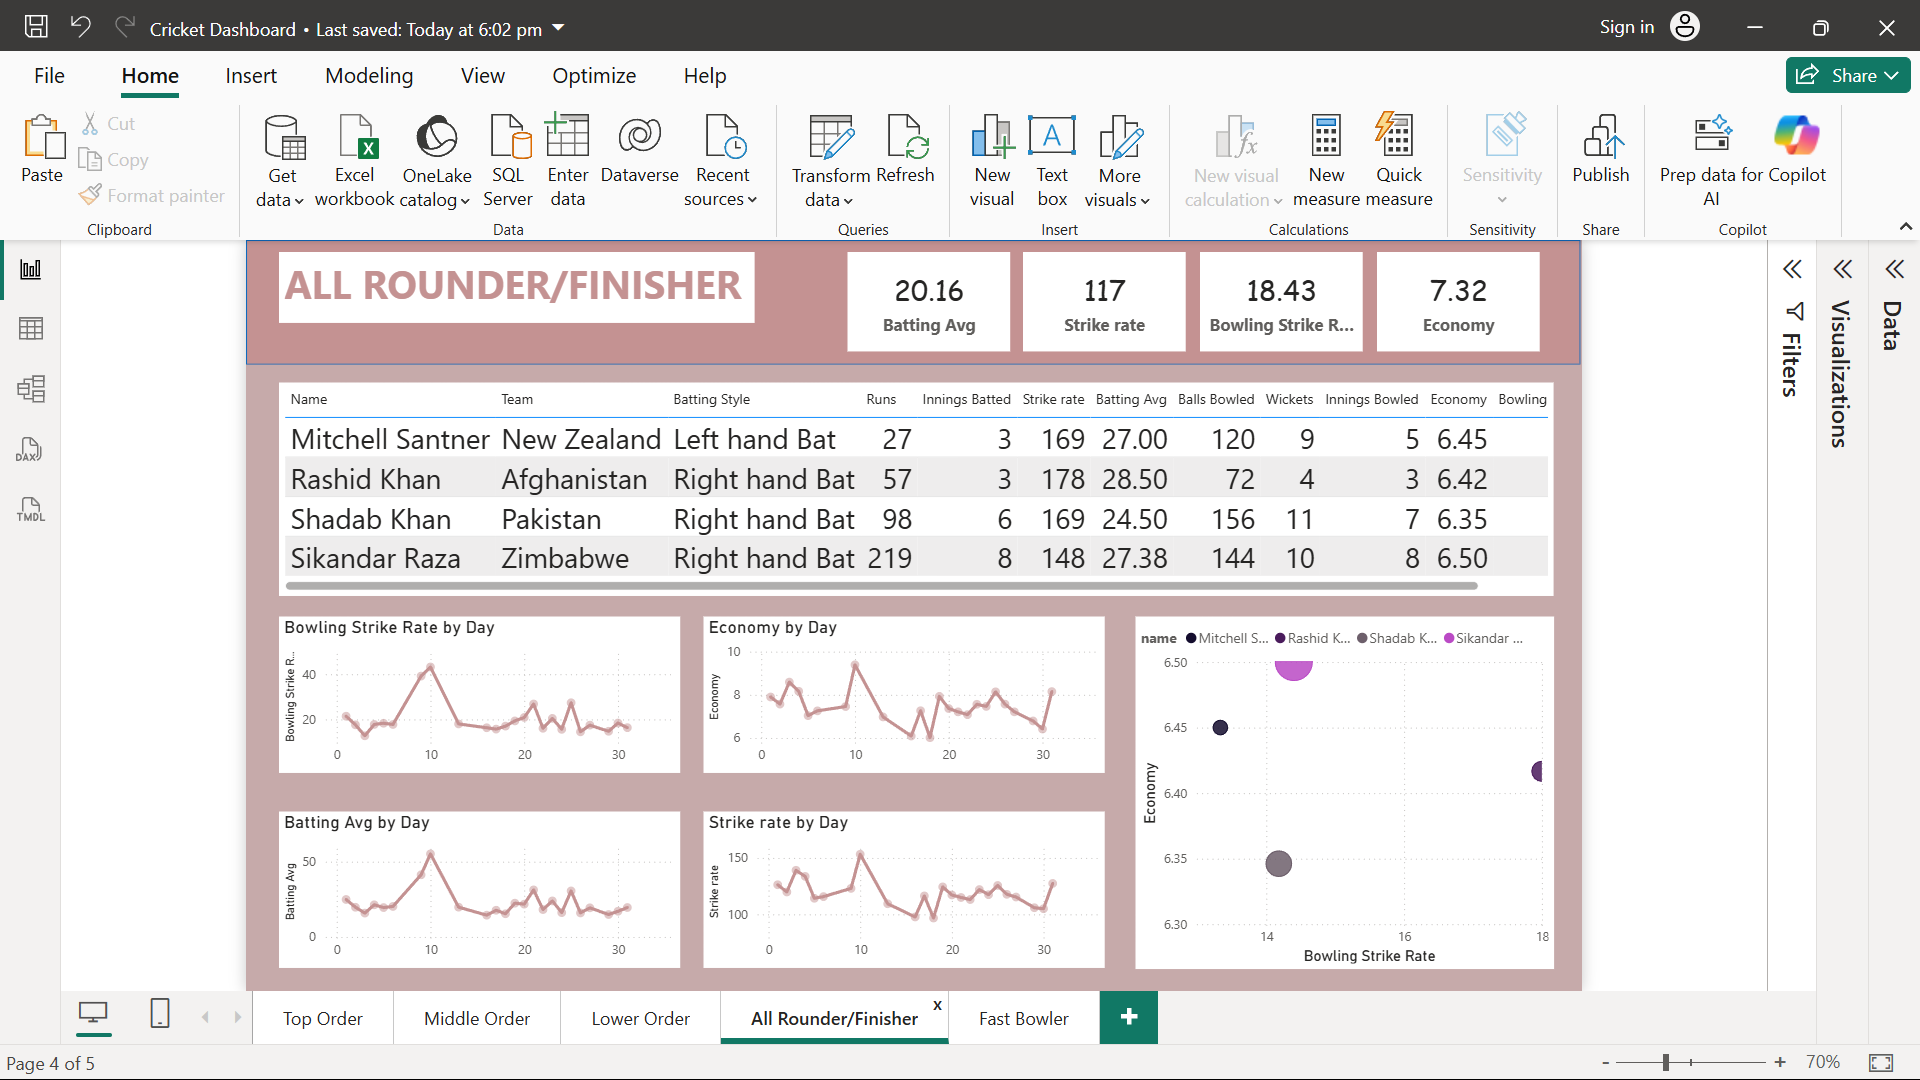 Cricket Dashboard • Last saved: Today at 6:02 pm
Sign in
File Home Insert Modeling View Optimize Help
Share
Paste
Cut
Copy
Format painter
Clipboard
Get data
Excel workbook
OneLake catalog
SQL Server
Enter data
Dataverse
Recent sources
Data
Transform data
Refresh
Queries
New visual
A
Text box
More visuals
Insert
New visual calculation
New measure
Quick measure
Calculations
Sensitivity
Sensitivity
Publish
Share
Prep data for AI
Copilot
Copilot
DAX
TMDL
ALL ROUNDER/FINISHER
20.16
Batting Avg
117
Strike rate
18.43
Bowling Strike R...
7.32
Economy
Name Team Batting Style Runs Innings Batted Strike rate Batting Avg Balls Bowled Wickets Innings Bowled Economy Bowling
Mitchell Santner New Zealand Left hand Bat 27 3 169 27.00 120 9 5 6.45
Rashid Khan Afghanistan Right hand Bat 57 3 178 28.50 72 4 3 6.42
Shadab Khan Pakistan Right hand Bat 98 6 169 24.50 156 11 7 6.35
Sikandar Raza Zimbabwe Right hand Bat 219 8 148 27.38 144 10 8 6.50
Bowling Strike Rate by Day
Bowling Strike R...
40
20
0 10 20 30
Economy by Day
Economy
10
8
6
0 10 20 30
Batting Avg by Day
Batting Avg
50
0
0 10 20 30
Strike rate by Day
Strike rate
150
100
0 10 20 30
name Mitchell S... Rashid K... Shadab K... Sikandar ...
Economy
6.50
6.45
6.40
6.35
6.30
14 16 18
Bowling Strike Rate
Filters
Visualizations
Data
Top Order Middle Order Lower Order All Rounder/Finisher x Fast Bowler +
Page 4 of 5
- + 70%